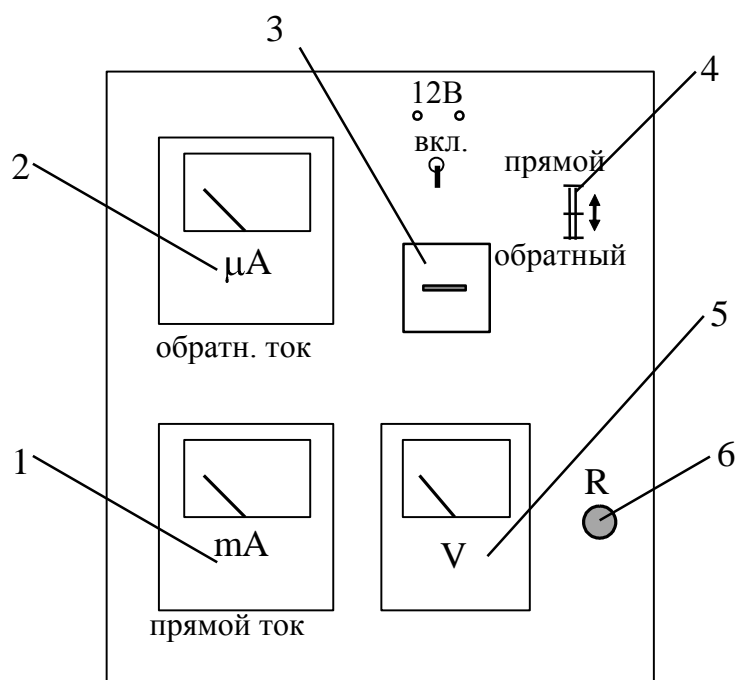 3
4
12В
вкл.
прямой
2
μA
обратный
обратн. ток
5
1
6
R
mA
V
прямой ток